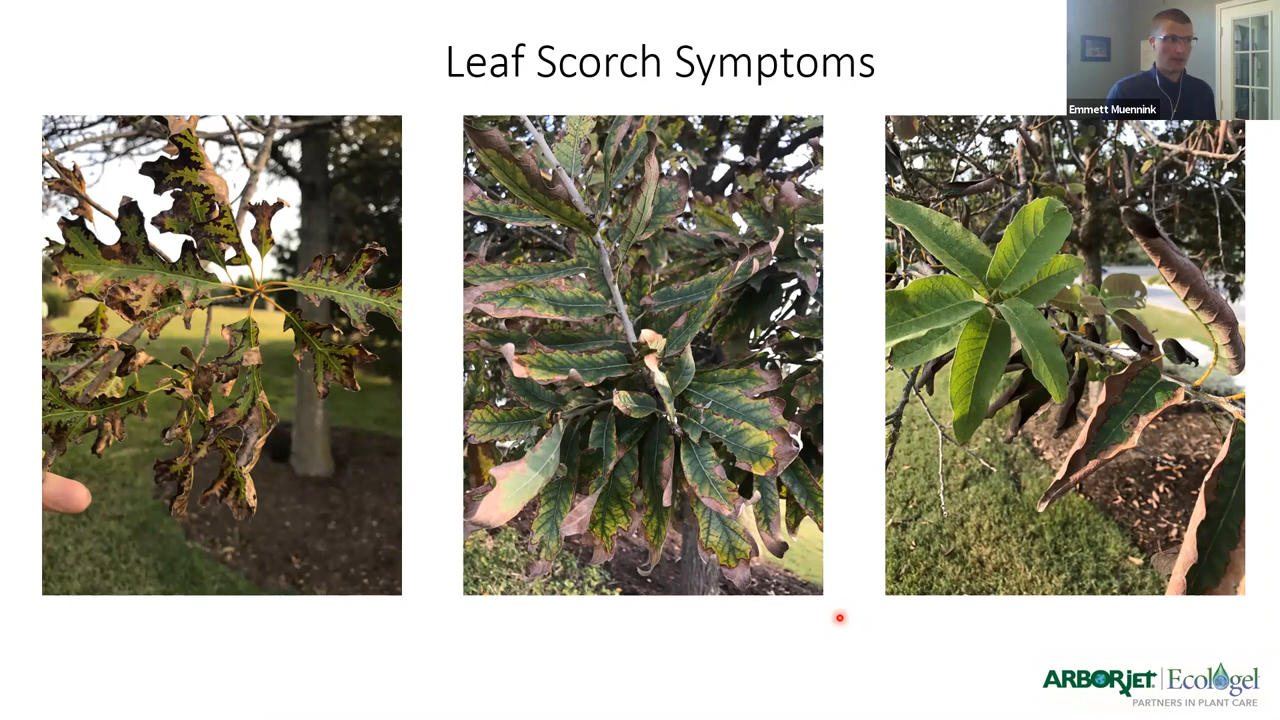 Leaf Scorch Symptoms
Emmett Muennink
ARBORJET | Ecologel
PARTNERS IN PLANT CARE